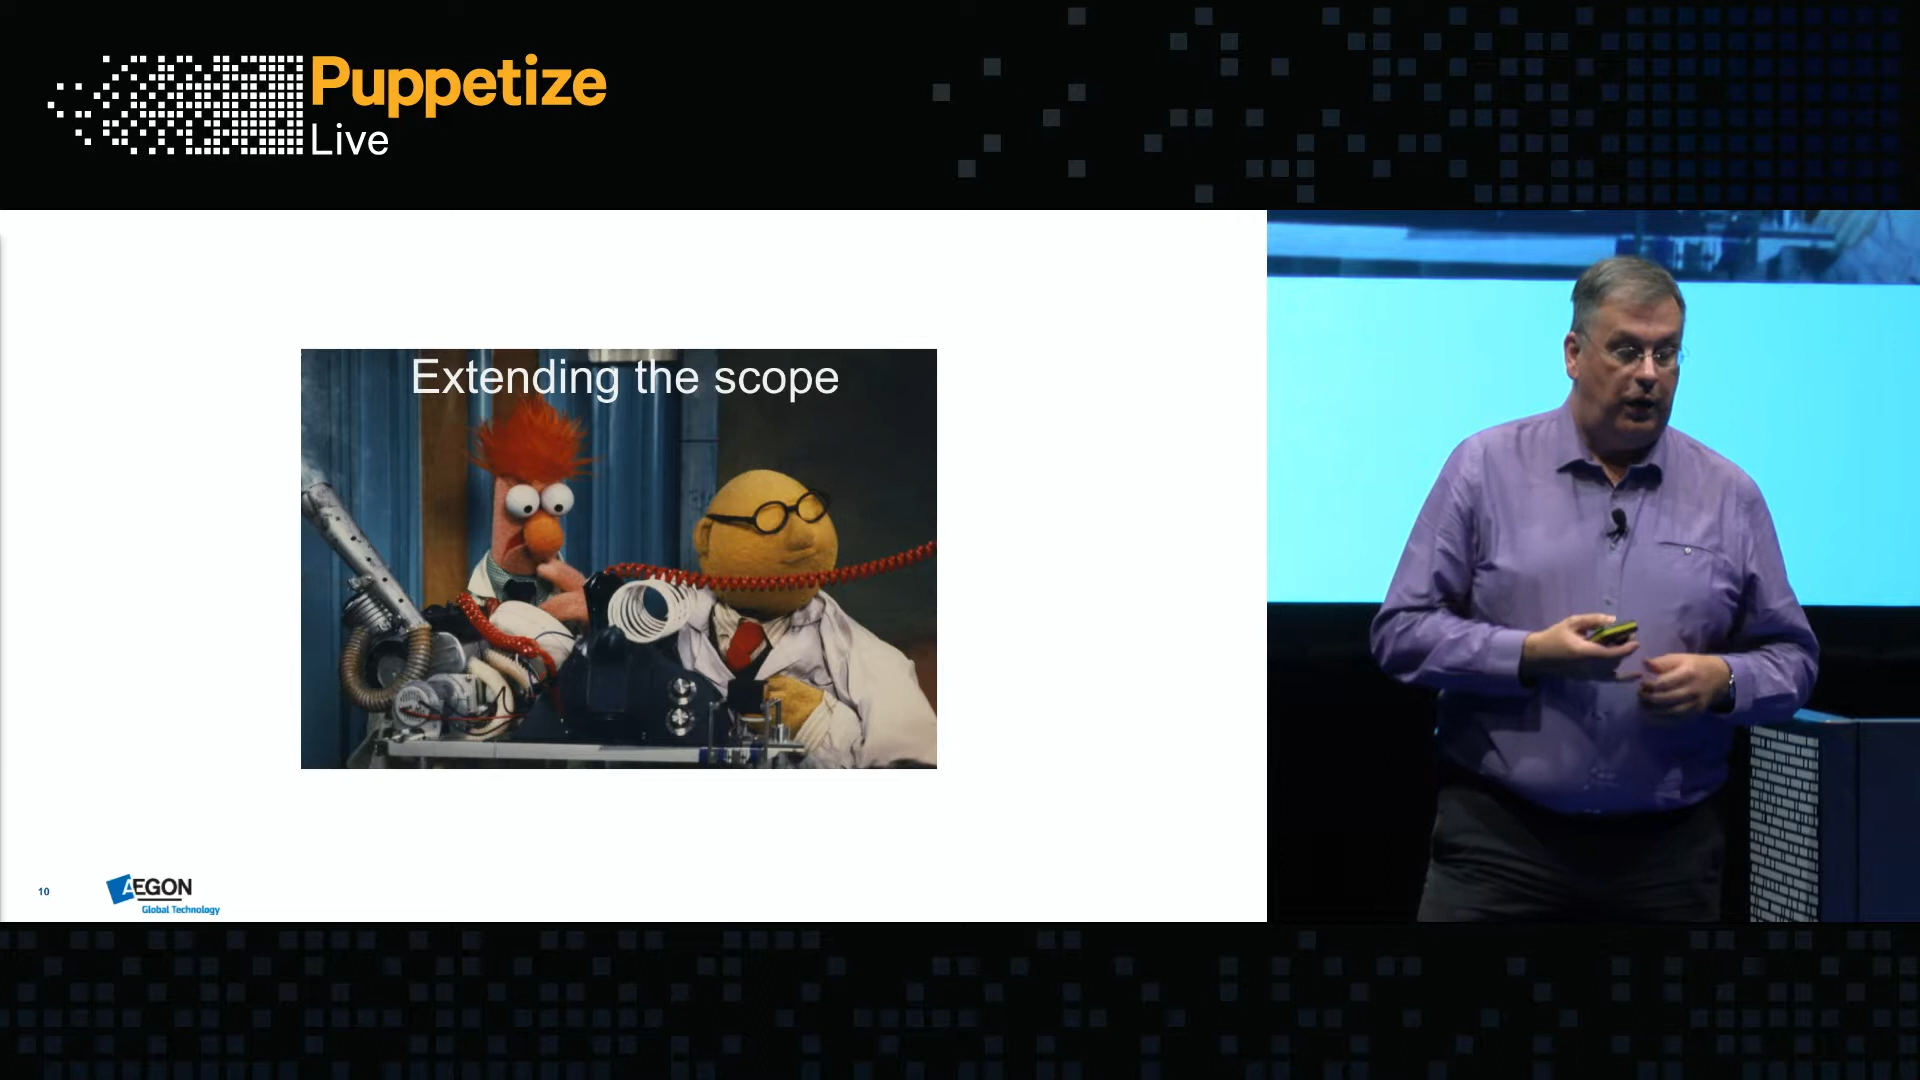 Puppetize
Live
Extending the scope
10
AEGON
Global Technology